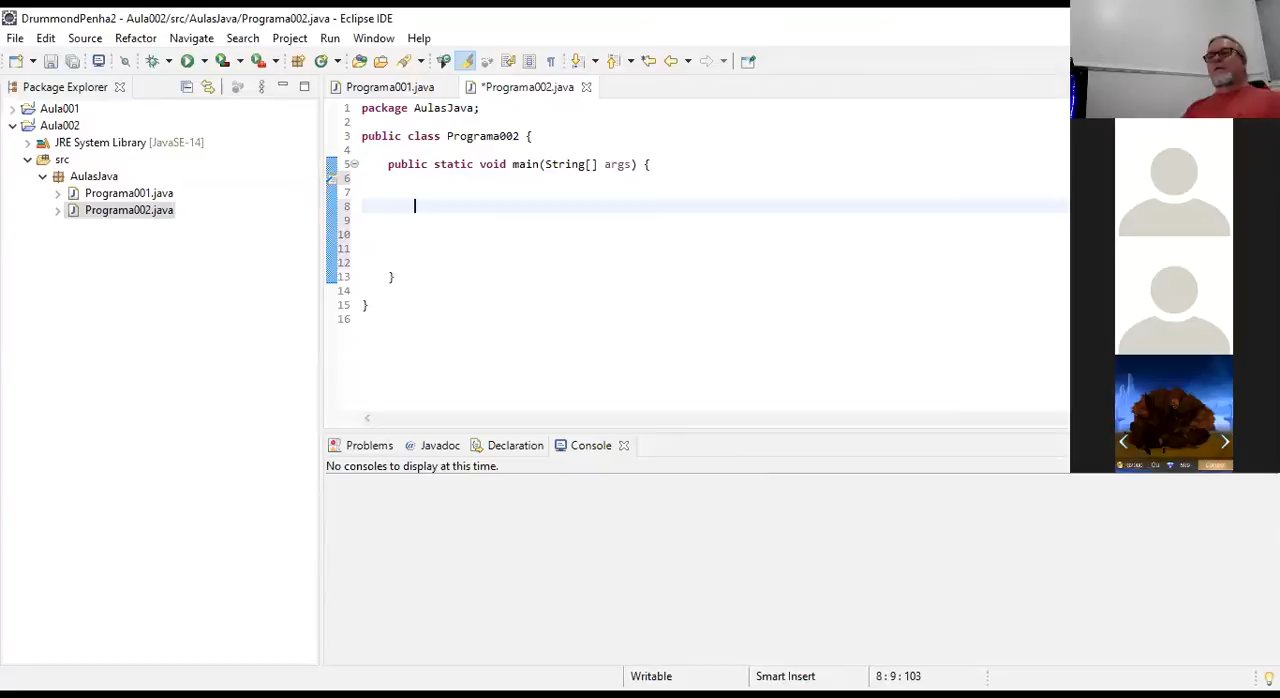 DrummondPenha2 - Aula002/src/AulasJava/Programa002.java - Eclipse IDE
File Edit Source Refactor Navigate Search Project Run Window Help
Package Explorer
Aula001
Aula002
JRE System Library [JavaSE-14]
src
AulasJava
Programa001.java
Programa002.java
Programa001.java *Programa002.java
1 package AulasJava;
2
3 public class Programa002 {
4
5 public static void main(String[] args) {
6
7
8
9
10
11
12
13 }
14
15 }
16
Problems @ Javadoc Declaration Console
No consoles to display at this time.
Writable Smart Insert 8 : 9 : 103